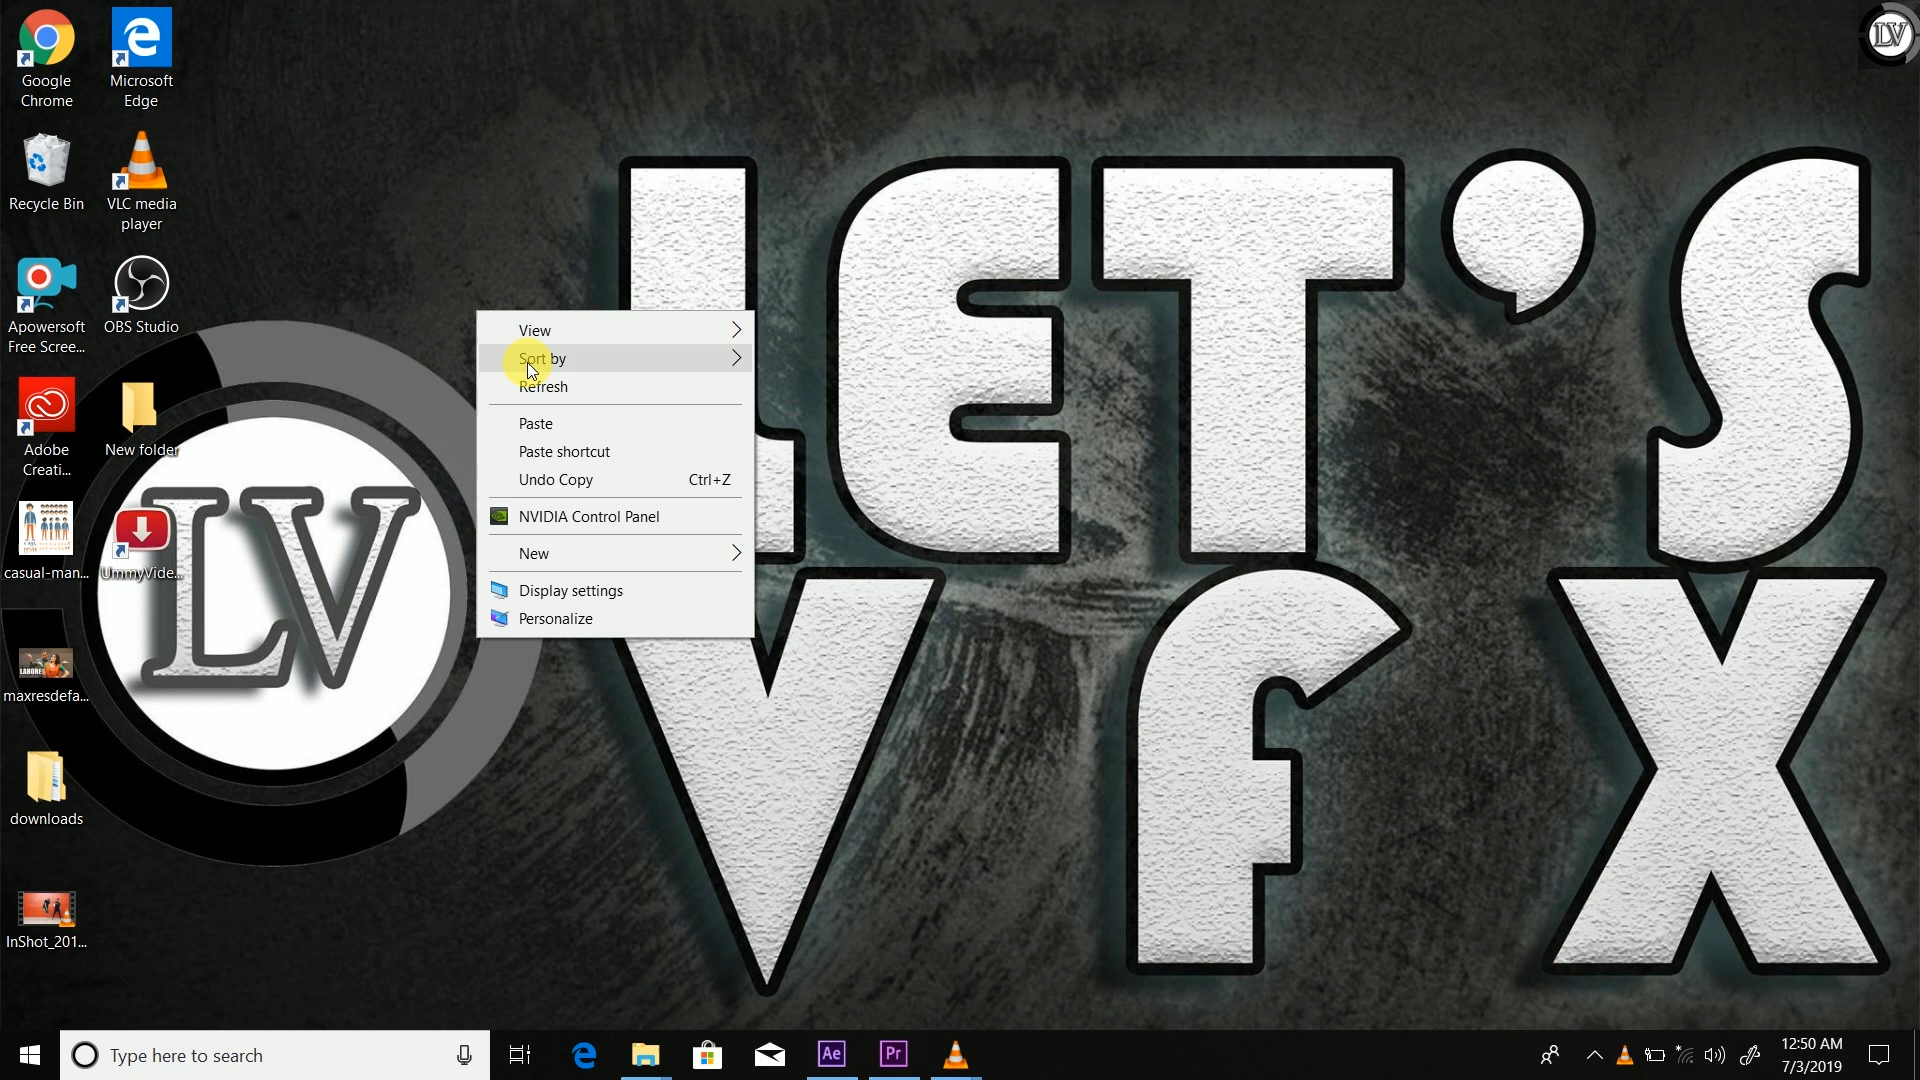 Google
Chrome
Microsoft
Edge
Recycle Bin
VLC media
player
Apowersoft
Free Scree...
OBS Studio
Adobe
Creati...
New folder
casual-man...
UmmyVide...
maxresdefa...
downloads
InShot_201...
LV
LV
LET'S
VFX
LAHORE
View
Sort by
Refresh
Paste
Paste shortcut
Undo Copy Ctrl+Z
NVIDIA Control Panel
New
Display settings
Personalize
Type here to search
Ae
Pr
12:50 AM
7/3/2019